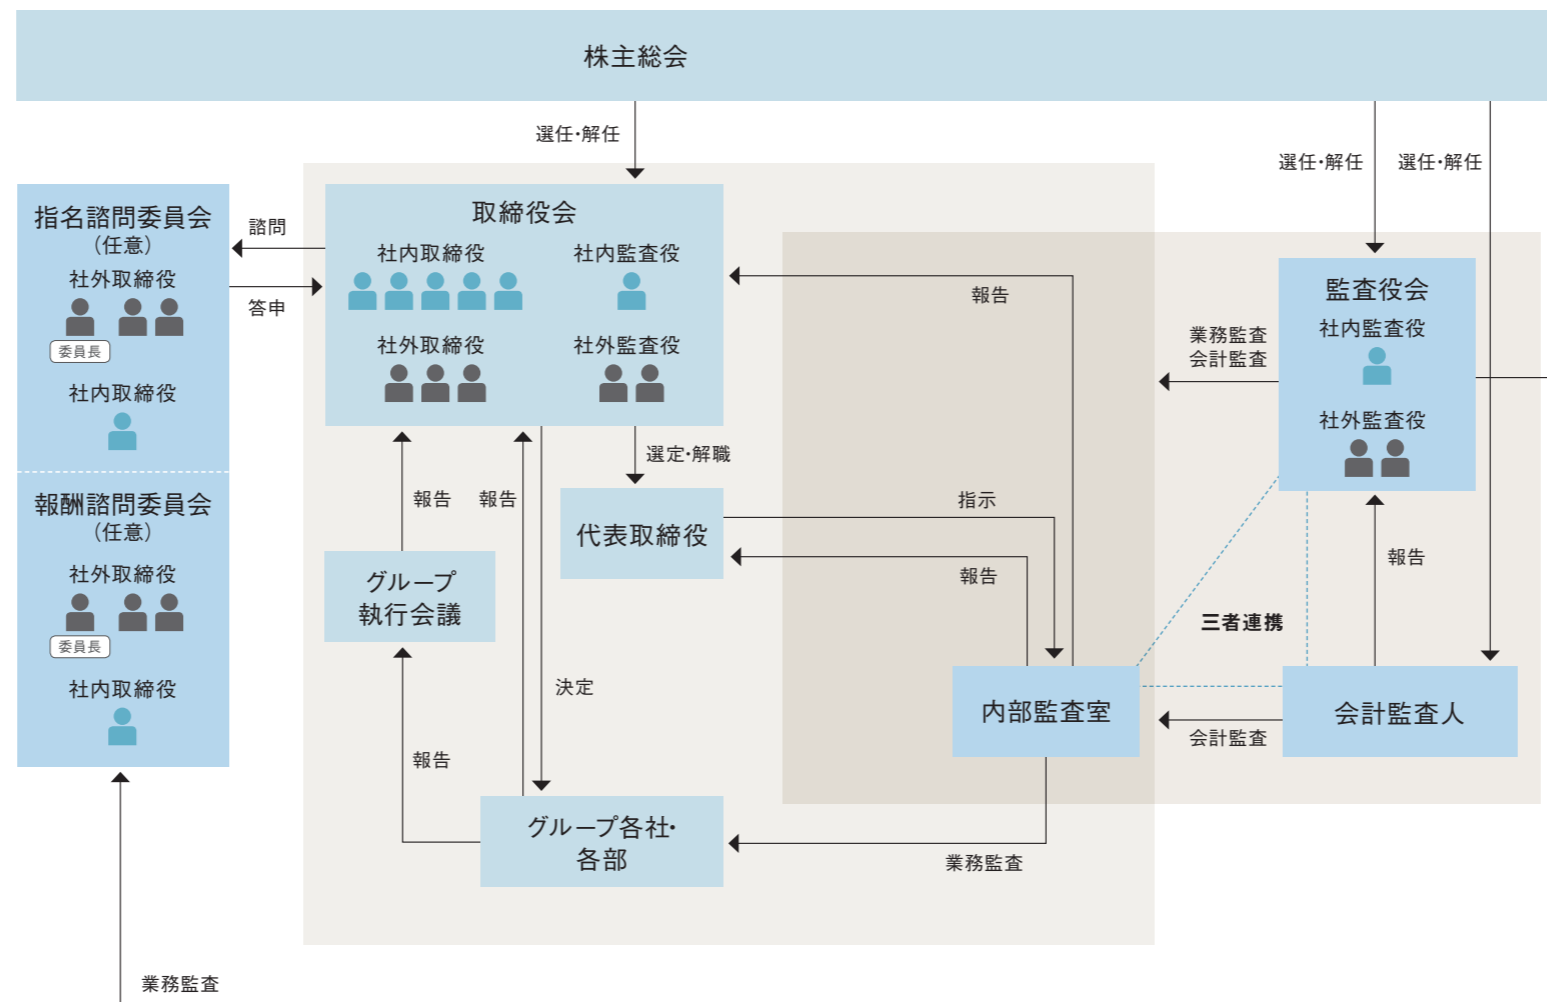 株主総会
選任・解任
選任・解任
選任・解任
指名諮問委員会
（任意）
社外取締役
委員長
社内取締役
報酬諮問委員会
（任意）
社外取締役
委員長
社内取締役
諮問
答申
取締役会
社内取締役
社内監査役
社外取締役
社外監査役
報告
業務監査
会計監査
監査役会
社内監査役
社外監査役
選定・解職
報告
報告
代表取締役
指示
報告
グループ
執行会議
報告
三者連携
決定
内部監査室
会計監査人
会計監査
報告
グループ各社・
各部
業務監査
業務監査